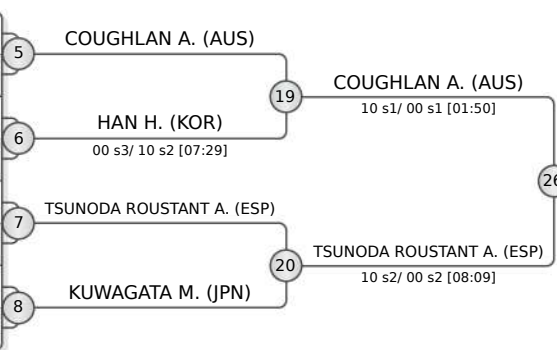 COUGHLAN A. (AUS)
5
19
COUGHLAN A. (AUS)
10 s1/ 00 s1 [01:50]
HAN H. (KOR)
6
00 s3/ 10 s2 [07:29]
26
TSUNODA ROUSTANT A. (ESP)
7
20
TSUNODA ROUSTANT A. (ESP)
10 s2/ 00 s2 [08:09]
KUWAGATA M. (JPN)
8